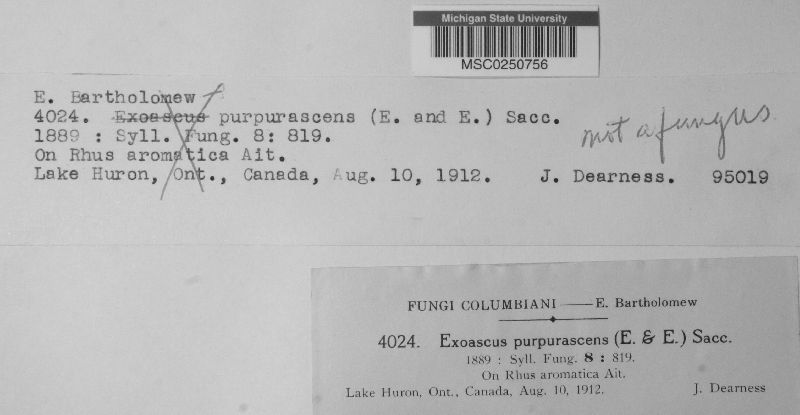 Michigan State University
MSC0250756
E. Bartholomew
4024. Exoascus purpurascens (E. and E.) Sacc.
1889 : Syll. Fung. 8: 819.
On Rhus aromatica Ait.
Lake Huron, Ont., Canada, Aug. 10, 1912. J. Dearness. 95019
not a fungus
FUNGI COLUMBIANI — E. Bartholomew
4024. Exoascus purpurascens (E. & E.) Sacc.
1889 : Syll. Fung. 8 : 819.
On Rhus aromatica Ait.
Lake Huron, Ont., Canada, Aug. 10, 1912. J. Dearness